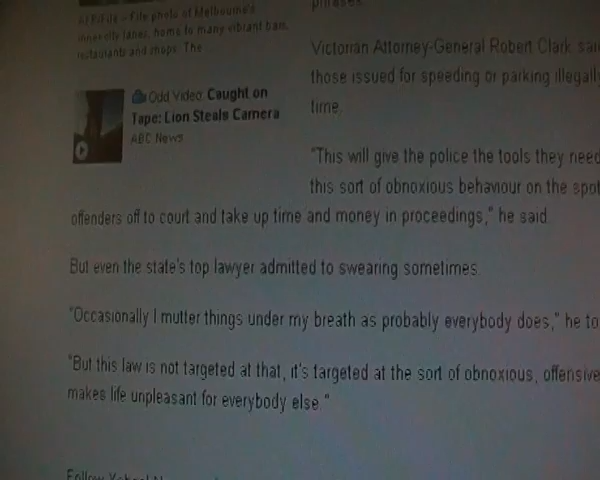 phrases.
AFP/File - File photo of Melbourne's
inner city lanes, home to many vibrant bars,
restaurants and shops. The ...
Victorian Attorney-General Robert Clark
those issued for speeding or parking illegally
time.
Odd Video: Caught on
Tape: Lion Steals Camera
ABC News
"This will give the police the tools they need
this sort of obnoxious behaviour on the spot
offenders off to court and take up time and money in proceedings," he said.
But even the state's top lawyer admitted to swearing sometimes.
"Occasionally I mutter things under my breath as probably everybody does," he to
"But this law is not targeted at that, it's targeted at the sort of obnoxious, offensive
makes life unpleasant for everybody else."
Follow